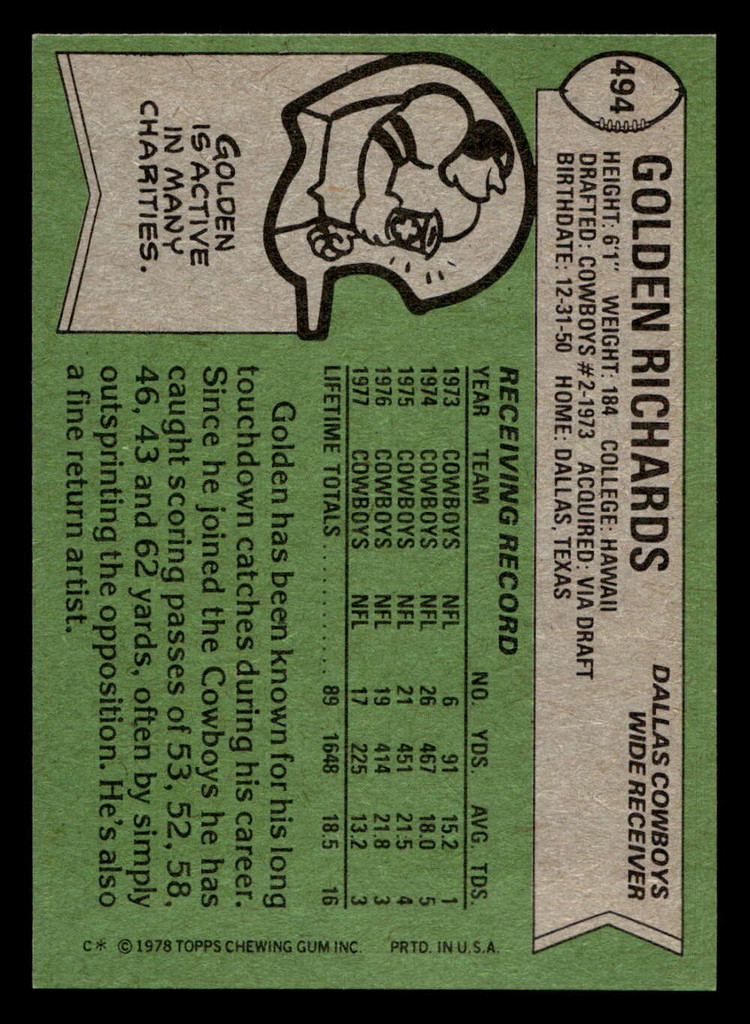 494
GOLDEN RICHARDS
DALLAS COWBOYS
WIDE RECEIVER
HEIGHT: 6'1" WEIGHT: 184 COLLEGE: HAWAII
DRAFTED: COWBOYS #2-1973 ACQUIRED: VIA DRAFT
BIRTHDATE: 12-31-50 HOME: DALLAS, TEXAS
GOLDEN
IS ACTIVE
IN MANY
CHARITIES.
RECEIVING RECORD
YEAR TEAM NO. YDS. AVG. TDS.
1973 COWBOYS NFL 6 91 15.2 1
1974 COWBOYS NFL 26 467 18.0 5
1975 COWBOYS NFL 21 451 21.5 4
1976 COWBOYS NFL 19 414 21.8 3
1977 COWBOYS NFL 17 225 13.2 3
LIFETIME TOTALS ............ 89 1648 18.5 16
Golden has been known for his long
touchdown catches during his career.
Since he joined the Cowboys he has
caught scoring passes of 53, 52, 58,
46, 43 and 62 yards, often by simply
outsprinting the opposition. He's also
a fine return artist.
C* © 1978 TOPPS CHEWING GUM INC. PRTD. IN U.S.A.